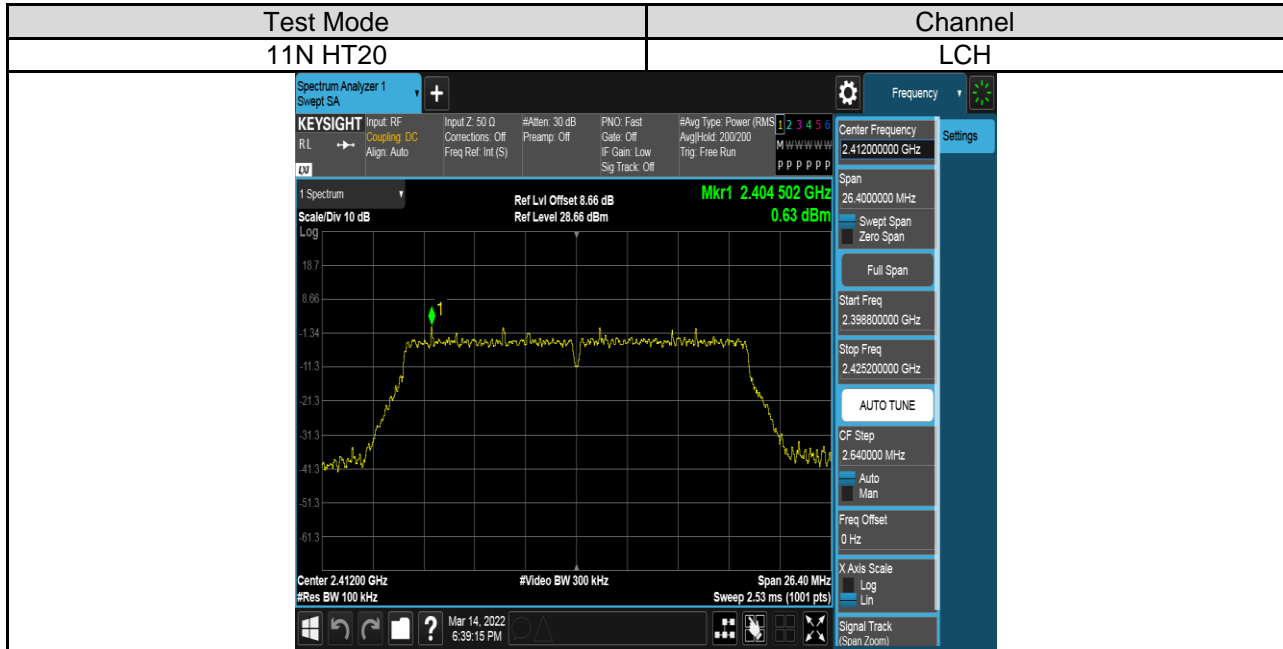 Test Mode
Channel
11N HT20
LCH
Spectrum Analyzer 1
Swept SA
Frequency
KEYSIGHT
RL
LXI
Input: RF
Coupling: DC
Align: Auto
Input Z: 50 Ω
Corrections: Off
Freq Ref: Int (S)
#Atten: 30 dB
Preamp: Off
PNO: Fast
Gate: Off
IF Gain: Low
Sig Track: Off
#Avg Type: Power (RMS
Avg|Hold: 200/200
Trig: Free Run
1 2 3 4 5 6
M W W W W W
P P P P P P
Center Frequency
2.412000000 GHz
Settings
Span
26.4000000 MHz
Swept Span
Zero Span
Full Span
Start Freq
2.398800000 GHz
Stop Freq
2.425200000 GHz
AUTO TUNE
CF Step
2.640000 MHz
Auto
Man
Freq Offset
0 Hz
X Axis Scale
Log
Lin
Signal Track
(Span Zoom)
1 Spectrum
Scale/Div 10 dB
Log
Ref Lvl Offset 8.66 dB
Ref Level 28.66 dBm
Mkr1 2.404 502 GHz
0.63 dBm
18.7
8.66
-1.34
-11.3
-21.3
-31.3
-41.3
-51.3
-61.3
1
Center 2.41200 GHz
#Res BW 100 kHz
#Video BW 300 kHz
Span 26.40 MHz
Sweep 2.53 ms (1001 pts)
?
Mar 14, 2022
6:39:15 PM